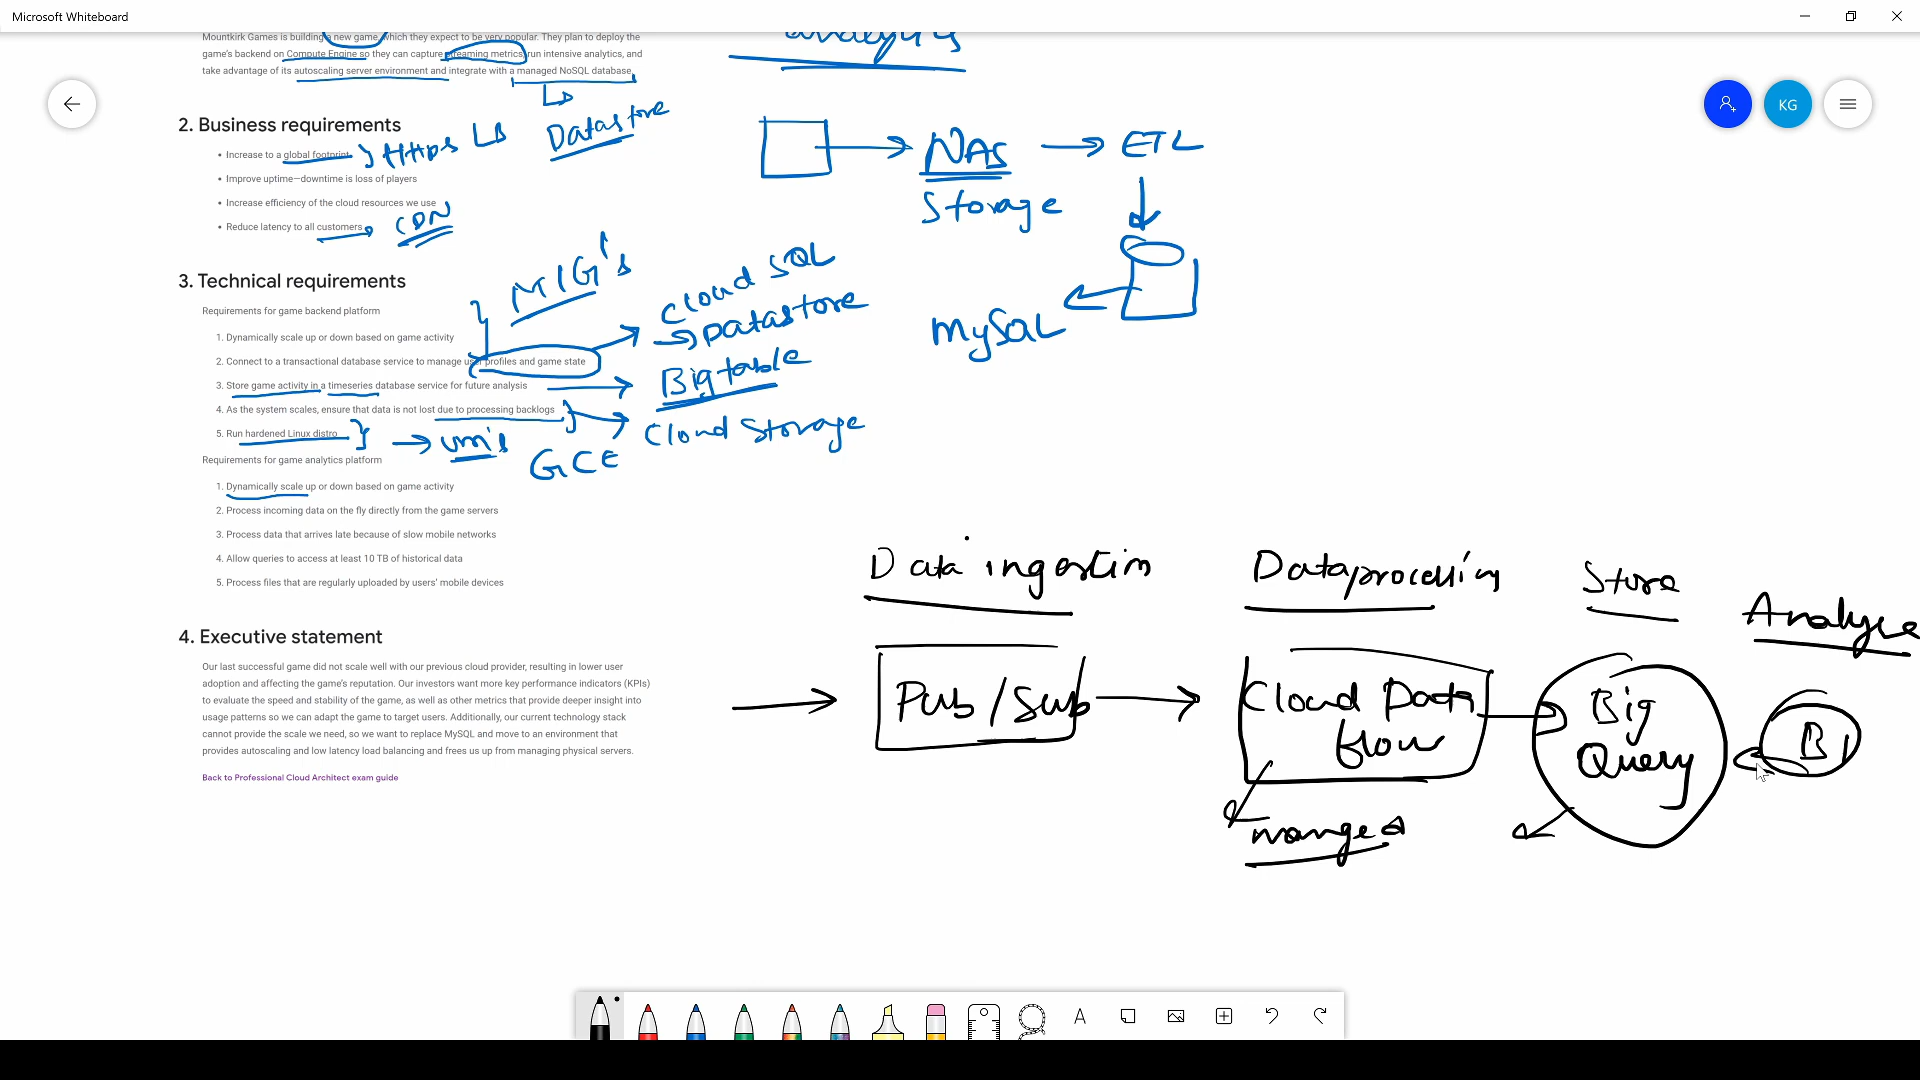 Microsoft Whiteboard
Mountkirk Games is building a new game, which they expect to be very popular. They plan to deploy the
game's backend on Compute Engine so they can capture streaming metrics, run intensive analytics, and
take advantage of its autoscaling server environment and integrate with a managed NoSQL database.
analytics
Datastore
2. Business requirements
• Increase to a global footprint
Https LB
• Improve uptime—downtime is loss of players
• Increase efficiency of the cloud resources we use
• Reduce latency to all customers
CDN
NAS
Storage
ETL
MySQL
3. Technical requirements
MIG's
Requirements for game backend platform
1. Dynamically scale up or down based on game activity
2. Connect to a transactional database service to manage user profiles and game state
Cloud SQL
Datastore
3. Store game activity in a timeseries database service for future analysis
Bigtable
4. As the system scales, ensure that data is not lost due to processing backlogs
Cloud Storage
5. Run hardened Linux distro
vm's
GCE
Requirements for game analytics platform
1. Dynamically scale up or down based on game activity
2. Process incoming data on the fly directly from the game servers
3. Process data that arrives late because of slow mobile networks
4. Allow queries to access at least 10 TB of historical data
5. Process files that are regularly uploaded by users' mobile devices
Data ingestion
Dataprocessing
Store
Analyse
Pub/Sub
Cloud Data
flow
Big
Query
BI
manged
4. Executive statement
Our last successful game did not scale well with our previous cloud provider, resulting in lower user
adoption and affecting the game's reputation. Our investors want more key performance indicators (KPIs)
to evaluate the speed and stability of the game, as well as other metrics that provide deeper insight into
usage patterns so we can adapt the game to target users. Additionally, our current technology stack
cannot provide the scale we need, so we want to replace MySQL and move to an environment that
provides autoscaling and low latency load balancing and frees us up from managing physical servers.
Back to Professional Cloud Architect exam guide
KG
A